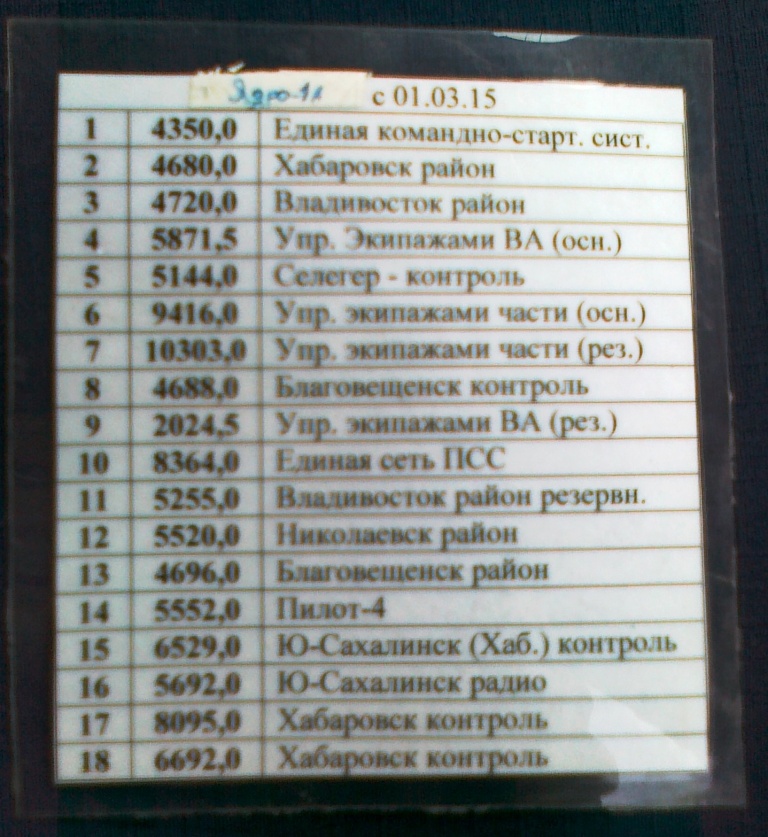 Ядро-1А с 01.03.15
1 4350,0 Единая командно-старт. сист.
2 4680,0 Хабаровск район
3 4720,0 Владивосток район
4 5871,5 Упр. Экипажами ВА (осн.)
5 5144,0 Селегер - контроль
6 9416,0 Упр. экипажами части (осн.)
7 10303,0 Упр. экипажами части (рез.)
8 4688,0 Благовещенск контроль
9 2024,5 Упр. экипажами ВА (рез.)
10 8364,0 Единая сеть ПСС
11 5255,0 Владивосток район резервн.
12 5520,0 Николаевск район
13 4696,0 Благовещенск район
14 5552,0 Пилот-4
15 6529,0 Ю-Сахалинск (Хаб.) контроль
16 5692,0 Ю-Сахалинск радио
17 8095,0 Хабаровск контроль
18 6692,0 Хабаровск контроль